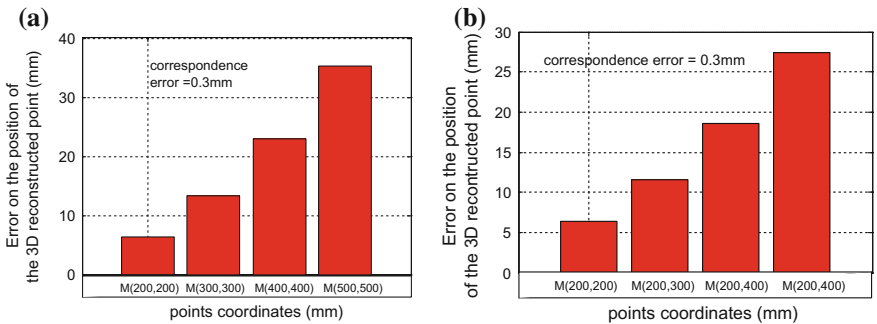 (a)
Error on the position of
the 3D reconstructed point (mm)
40
30
20
10
0
correspondence
error =0.3mm
M(200,200) M(300,300) M(400,400) M(500,500)
points coordinates (mm)
(b)
Error on the position
of the 3D reconstructed point (mm)
30
25
20
15
10
5
0
correspondence error = 0.3mm
M(200,200) M(200,300) M(200,400) M(200,400)
points coordinates (mm)